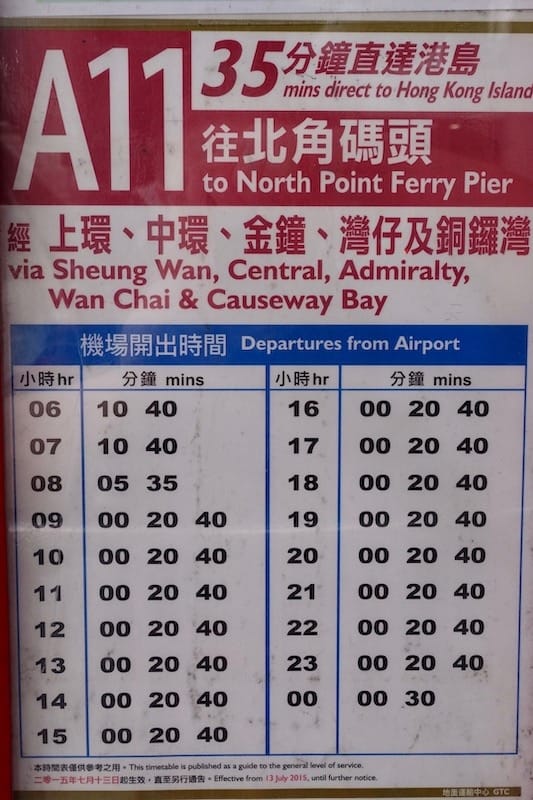 A11
35分鐘直達港島
mins direct to Hong Kong Island
往北角碼頭
to North Point Ferry Pier
經 上環、中環、金鐘、灣仔及銅鑼灣
via Sheung Wan, Central, Admiralty,
Wan Chai & Causeway Bay
機場開出時間 Departures from Airport
小時 hr 分鐘 mins 小時 hr 分鐘 mins
06 10 40 16 00 20 40
07 10 40 17 00 20 40
08 05 35 18 00 20 40
09 00 20 40 19 00 20 40
10 00 20 40 20 00 20 40
11 00 20 40 21 00 20 40
12 00 20 40 22 00 20 40
13 00 20 40 23 00 20 40
14 00 20 40 00 00 30
15 00 20 40
本時間表僅供參考之用。This timetable is published as a guide to the general level of service.
二零一五年七月十三日起生效，直至另行通告。Effective from 13 July 2015, until further notice.
地面運輸中心 GTC